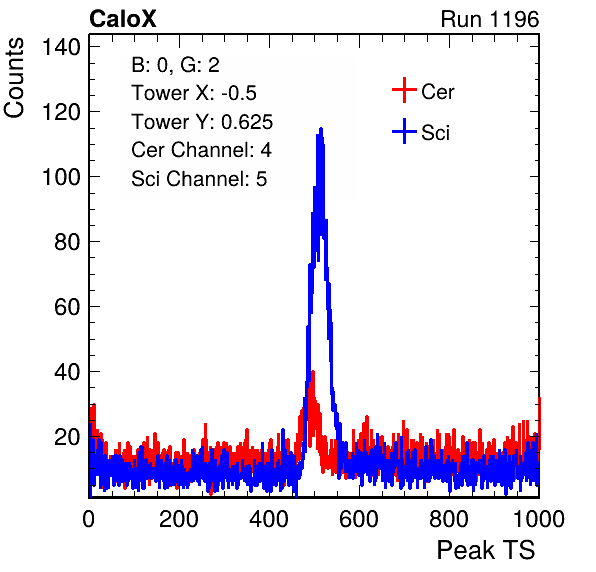 CaloX Run 1196
Counts
140
120
100
80
60
40
20
B: 0, G: 2
Tower X: -0.5
Tower Y: 0.625
Cer Channel: 4
Sci Channel: 5
Cer
Sci
0 200 400 600 800 1000
Peak TS